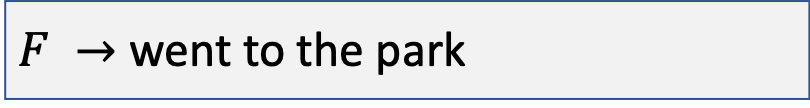 F → went to the park